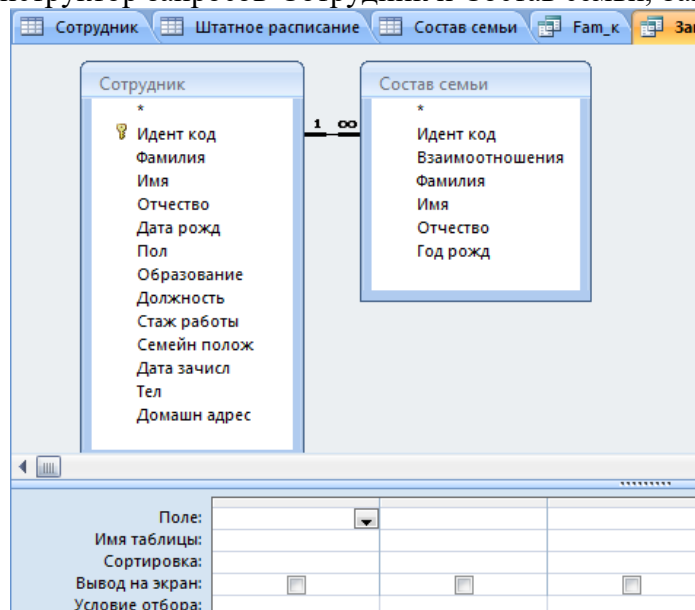 Сотрудник Штатное расписание Состав семьи Fam_к За
Сотрудник
*
Идент код
Фамилия
Имя
Отчество
Дата рожд
Пол
Образование
Должность
Стаж работы
Семейн полож
Дата зачисл
Тел
Домашн адрес
1 ∞
Состав семьи
*
Идент код
Взаимоотношения
Фамилия
Имя
Отчество
Год рожд
Поле:
Имя таблицы:
Сортировка:
Вывод на экран:
Условие отбора: